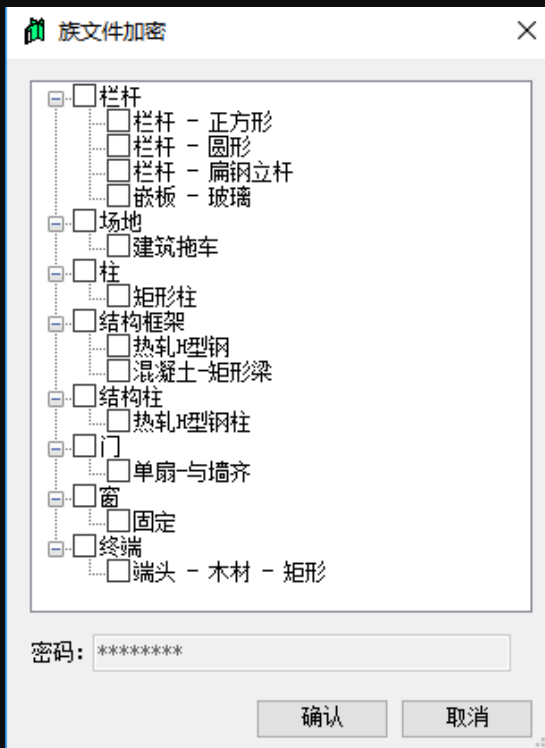 族文件加密
栏杆
栏杆 - 正方形
栏杆 - 圆形
栏杆 - 扁钢立杆
嵌板 - 玻璃
场地
建筑拖车
柱
矩形柱
结构框架
热轧H型钢
混凝土-矩形梁
结构柱
热轧H型钢柱
门
单扇-与墙齐
窗
固定
终端
端头 - 木材 - 矩形
密码: ********
确认 取消